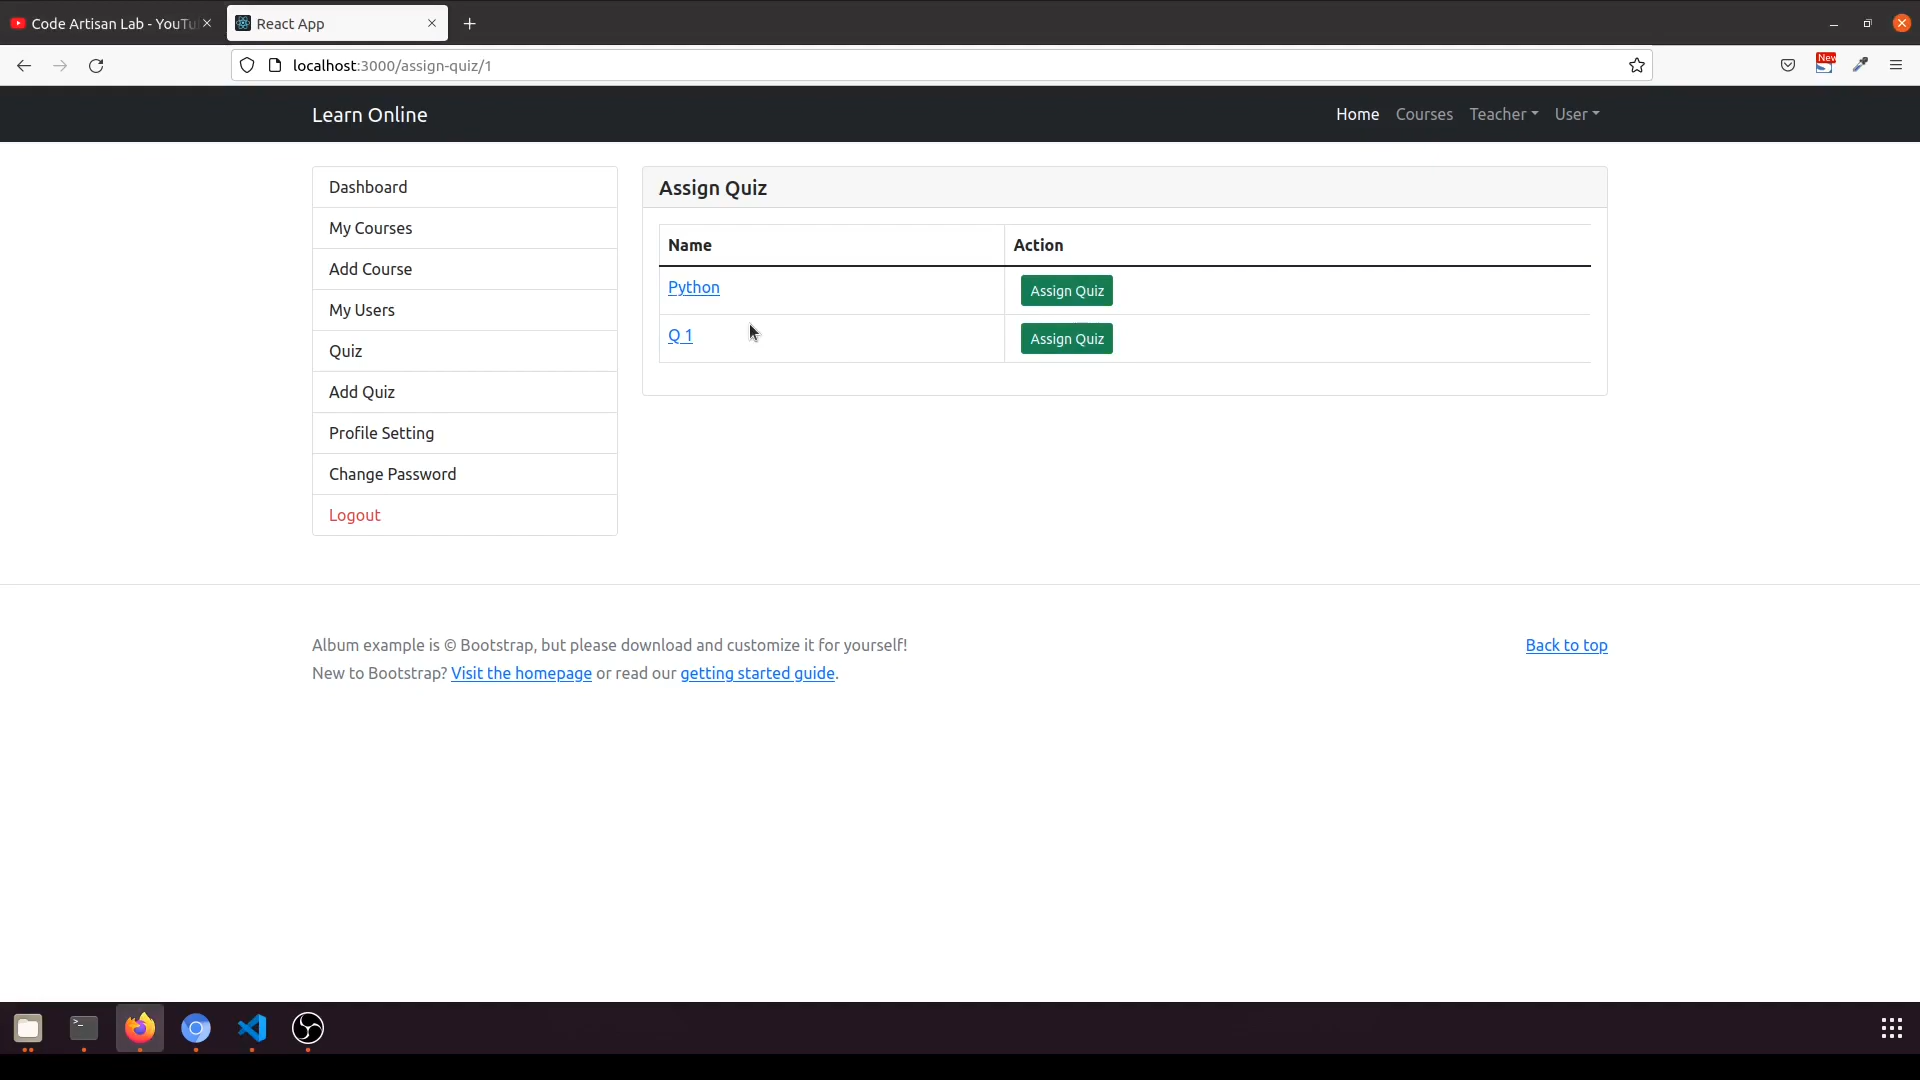 Code Artisan Lab - YouTu
React App
localhost:3000/assign-quiz/1
New
Learn Online
Home
Courses
Teacher
User
Dashboard
My Courses
Add Course
My Users
Quiz
Add Quiz
Profile Setting
Change Password
Logout
Assign Quiz
Name
Action
Python
Assign Quiz
Q 1
Assign Quiz
Album example is © Bootstrap, but please download and customize it for yourself!
New to Bootstrap? Visit the homepage or read our getting started guide.
Back to top